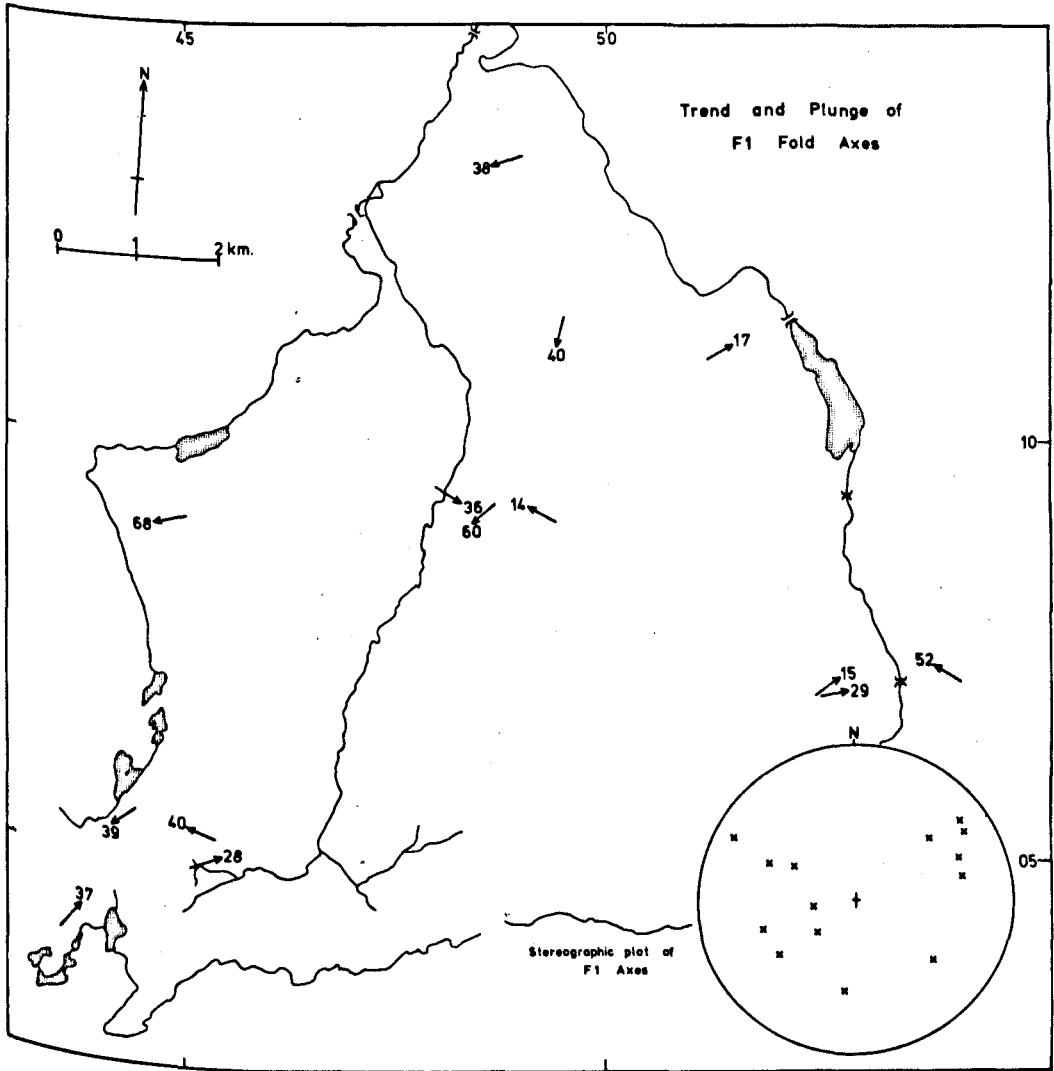 45
50
N
Trend and Plunge of
F1 Fold Axes
38
0
1
2 km.
17
40
10
36
14
68
60
52
15
29
N
39
40
28
05
37
Stereographic plot of
F1 Axes